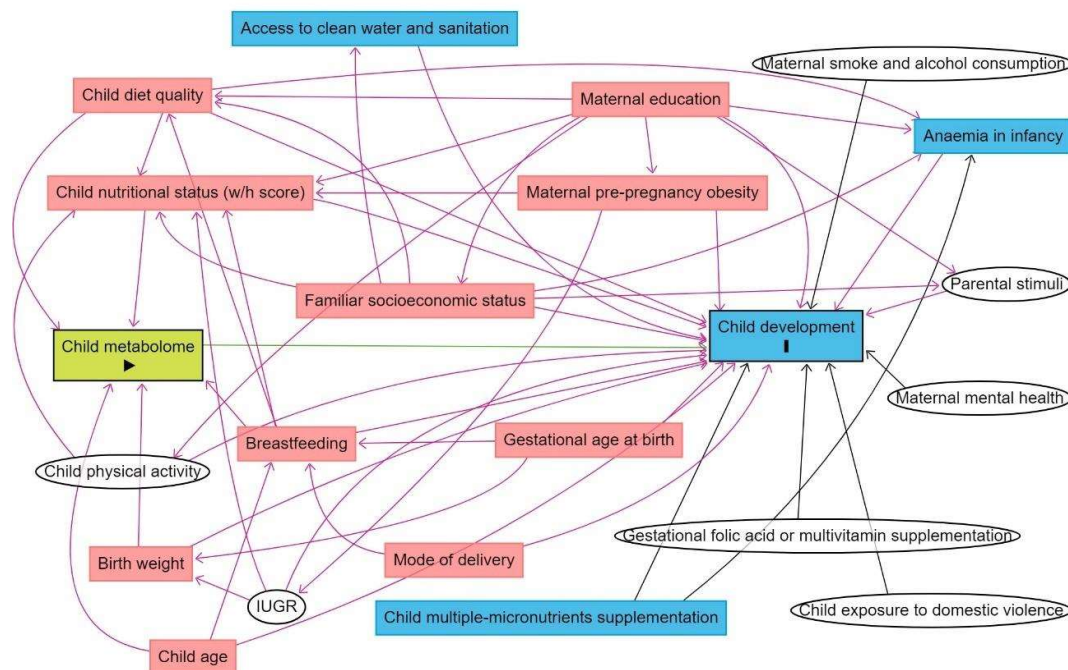 Access to clean water and sanitation
Maternal smoke and alcohol consumption
Child diet quality
Maternal education
Anaemia in infancy
Child nutritional status (w/h score)
Maternal pre-pregnancy obesity
Parental stimuli
Familiar socioeconomic status
Child development
Child metabolome
Maternal mental health
Breastfeeding
Gestational age at birth
Child physical activity
Gestational folic acid or multivitamin supplementation
Birth weight
Mode of delivery
IUGR
Child multiple-micronutrients supplementation
Child exposure to domestic violence
Child age